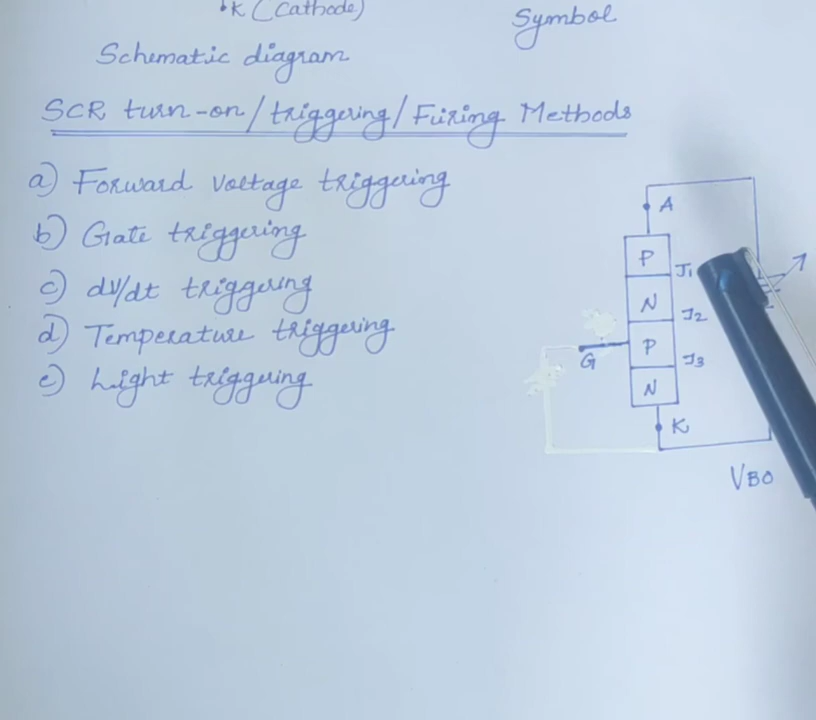 K (Cathode)
Symbol
Schematic diagram
SCR turn-on/triggering/Firing Methods
a) Forward Voltage triggering
b) Gate triggering
c) dv/dt triggering
d) Temperature triggering
e) Light triggering
A
P
J1
N
J2
P
G
J3
N
K
VBO